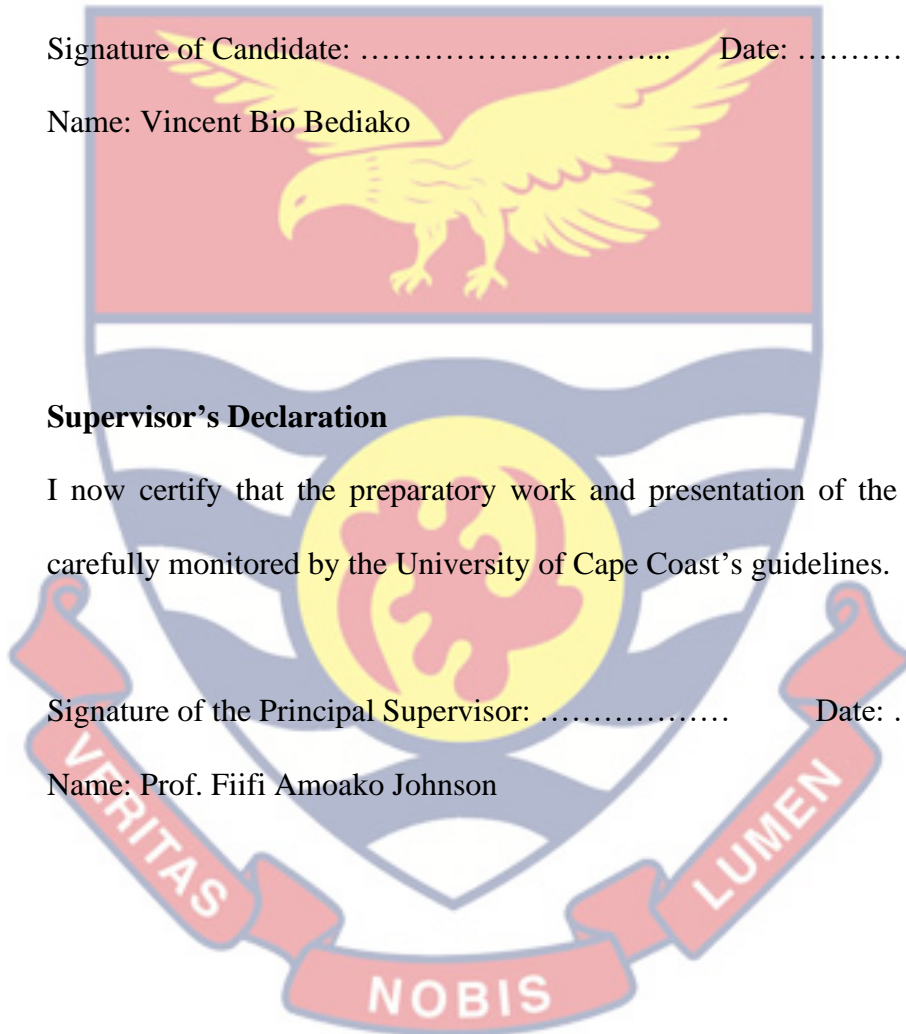 Signature of Candidate: ………………………... Date: ……….
Name: Vincent Bio Bediako
Supervisor’s Declaration
I now certify that the preparatory work and presentation of the
carefully monitored by the University of Cape Coast’s guidelines.
Signature of the Principal Supervisor: ……………… Date: .
Name: Prof. Fiifi Amoako Johnson
VERITAS NOBIS LUMEN